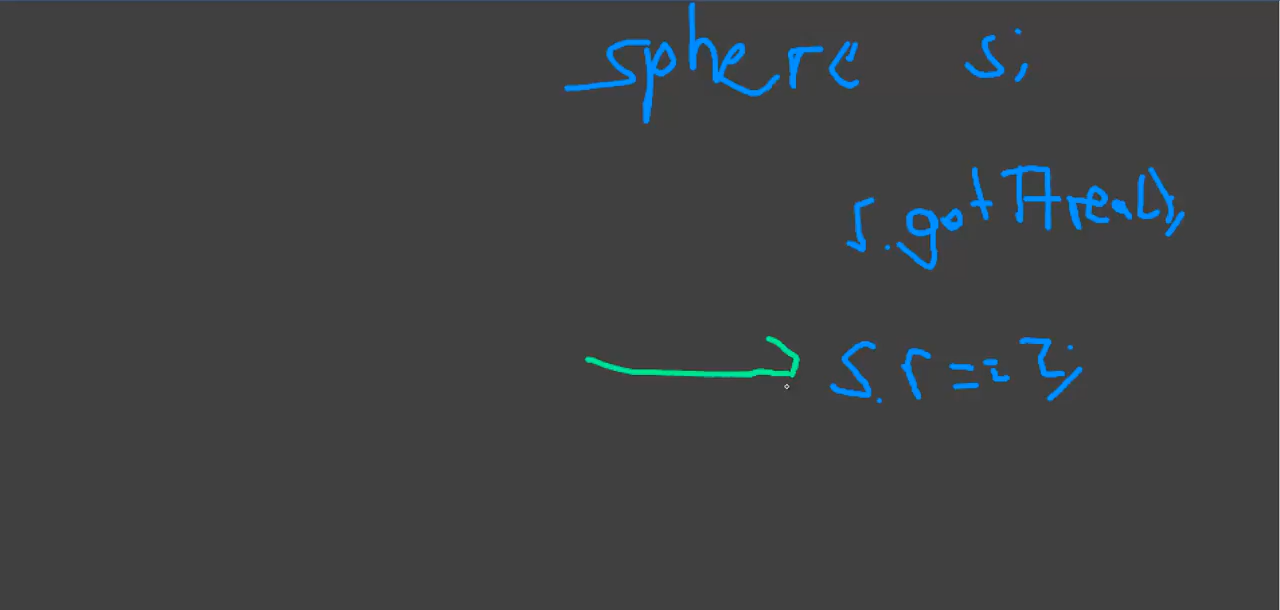 sphere s;
s.getArea();
s.r == 3;